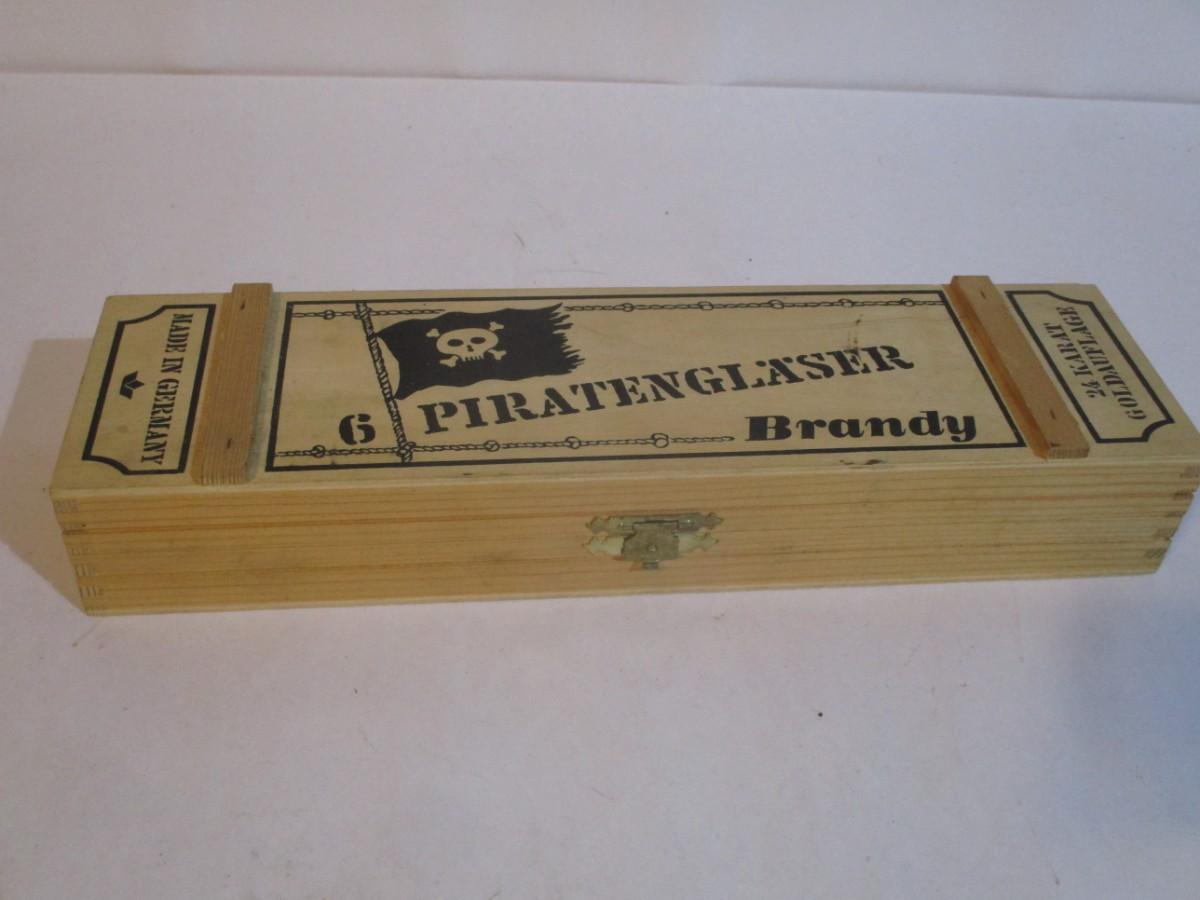 MADE IN GERMANY
6 PIRATENGLÄSER
Brandy
24 KARAT
GOLDAUFLAGE